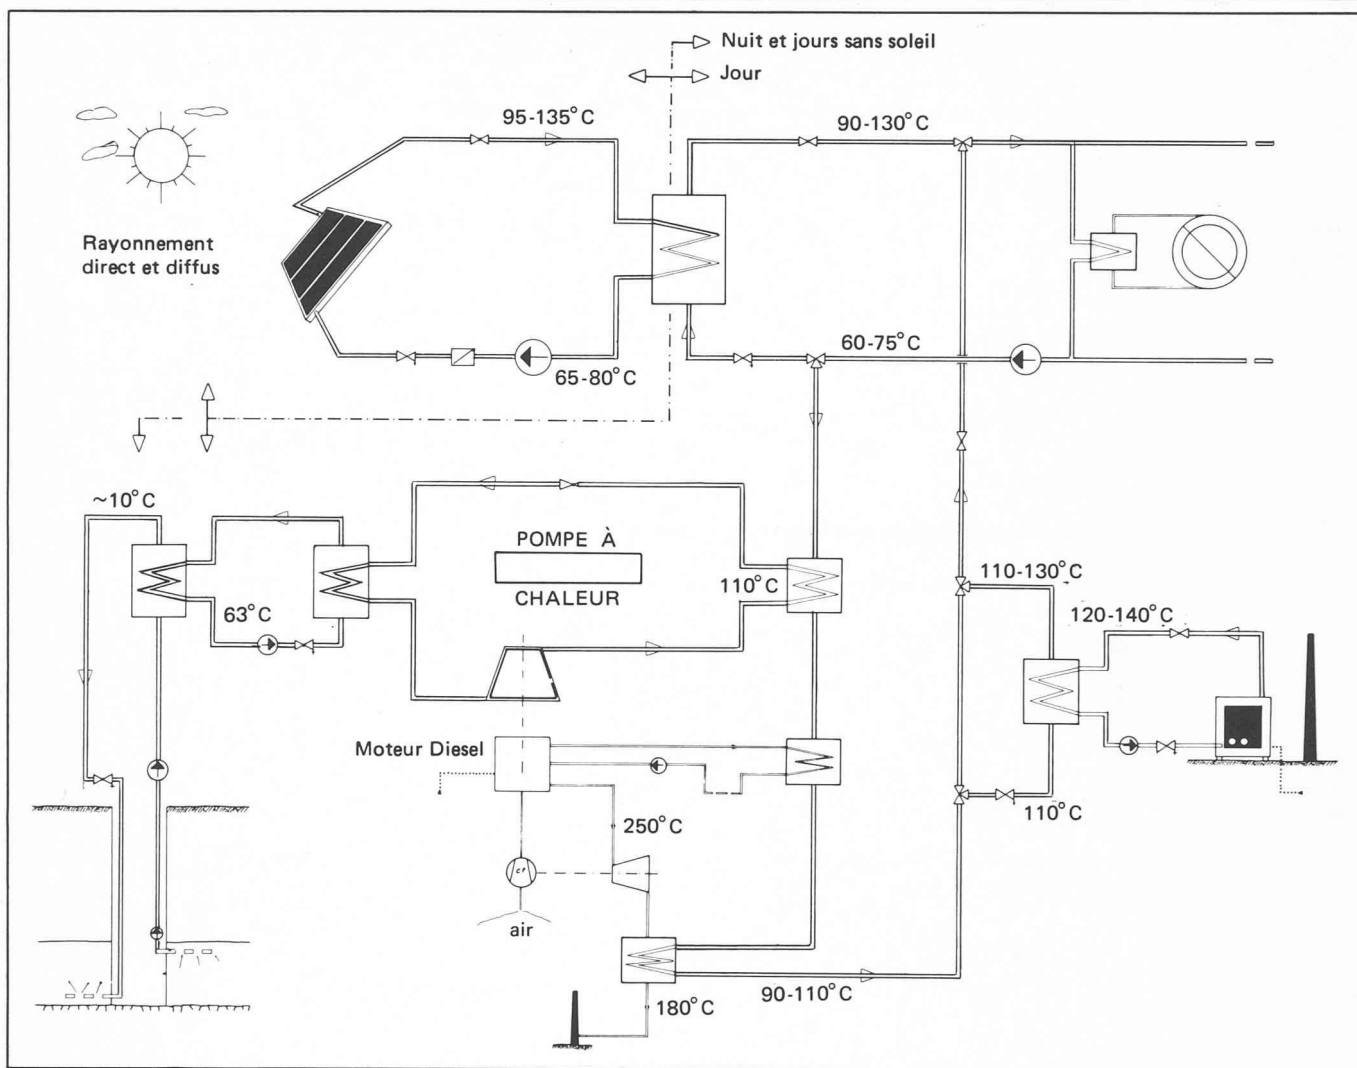 Nuit et jours sans soleil
Jour
95-135°C
90-130°C
Rayonnement
direct et diffus
65-80°C
60-75°C
~10°C
POMPE À
CHALEUR
110°C
63°C
110-130°C
120-140°C
Moteur Diesel
250°C
110°C
air
90-110°C
180°C